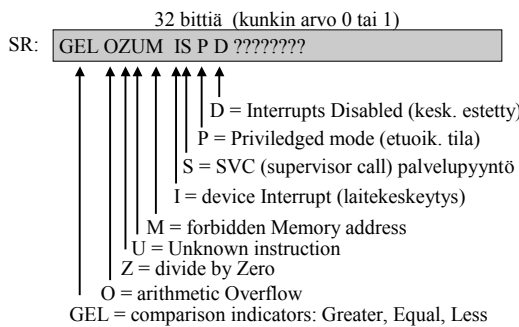 32 bittiä (kunkin arvo 0 tai 1)
SR: GEL OZUM IS P D ????????
D = Interrupts Disabled (kesk. estetty)
P = Priviledged mode (etuoik. tila)
S = SVC (supervisor call) palvelupyyntö
I = device Interrupt (laitekeskeytys)
M = forbidden Memory address
U = Unknown instruction
Z = divide by Zero
O = arithmetic Overflow
GEL = comparison indicators: Greater, Equal, Less